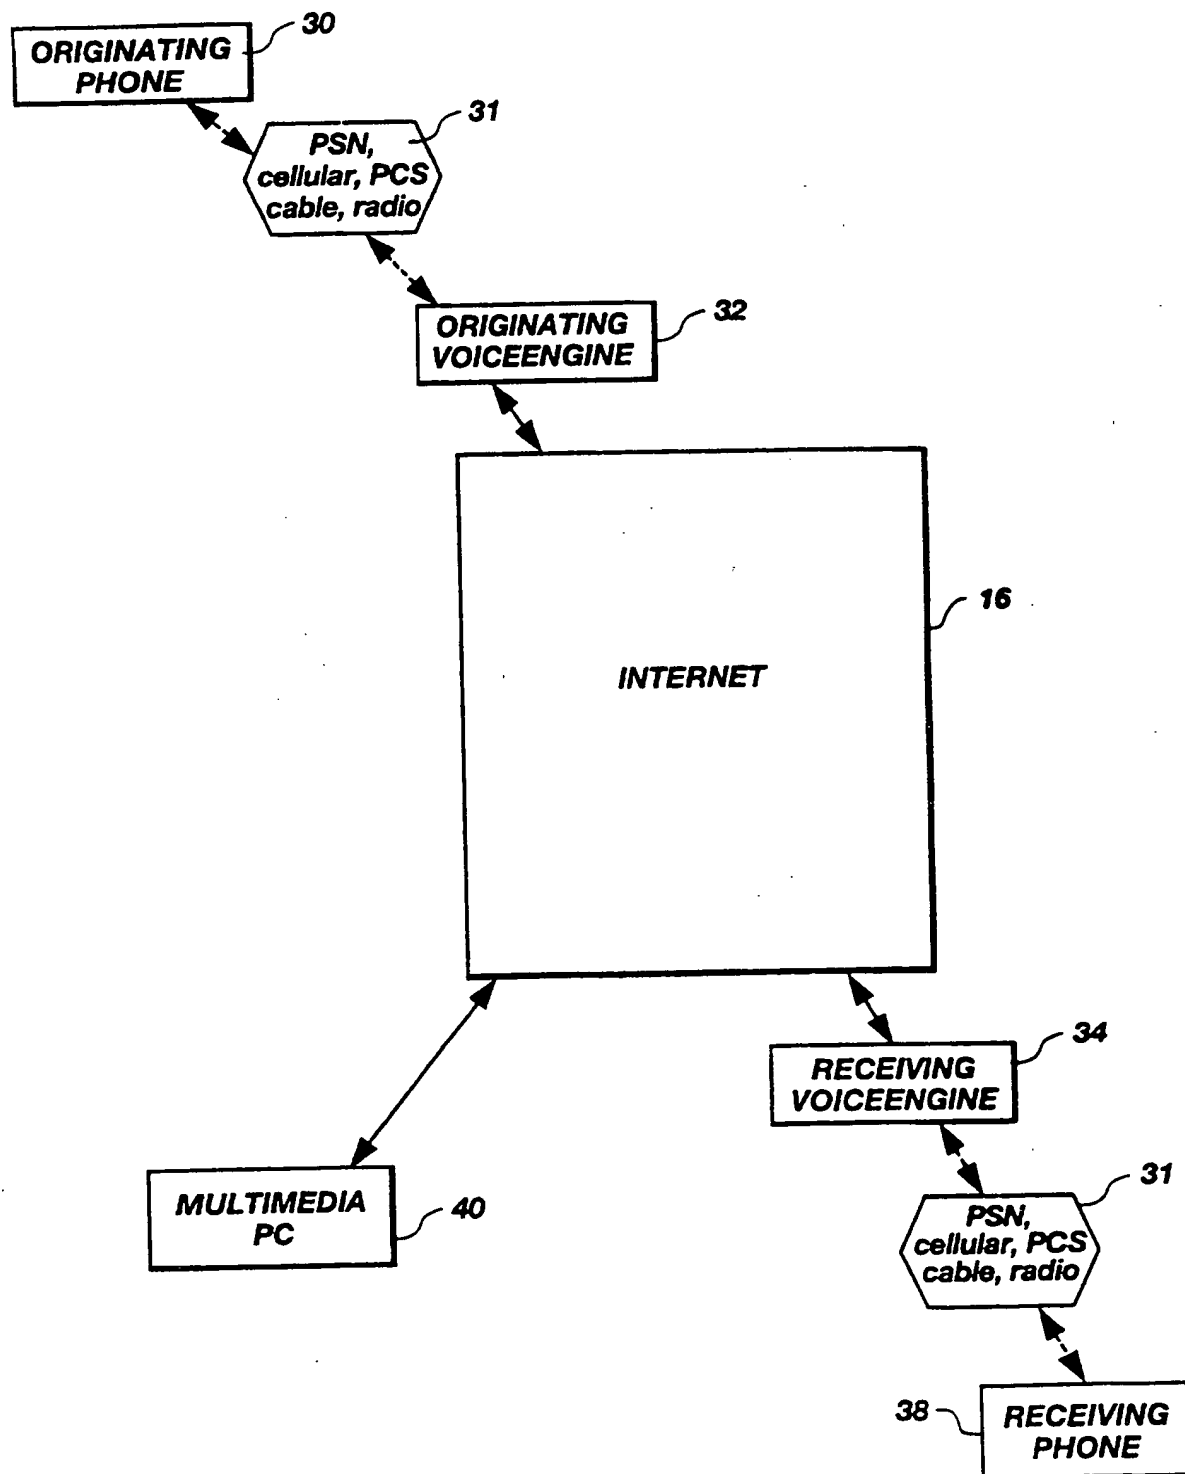 30
ORIGINATING
PHONE
31
PSN,
cellular, PCS
cable, radio
32
ORIGINATING
VOICEENGINE
16
INTERNET
34
RECEIVING
VOICEENGINE
MULTIMEDIA
PC
40
31
PSN,
cellular, PCS
cable, radio
38
RECEIVING
PHONE